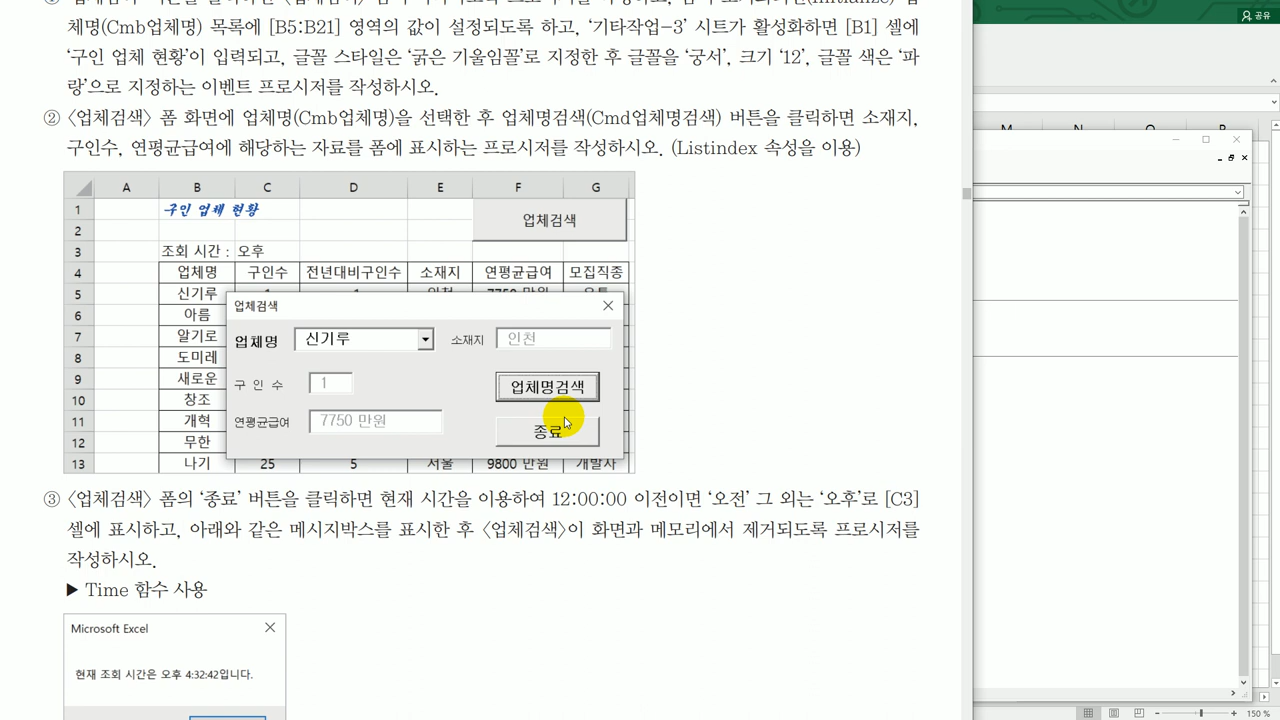 체명(Cmb업체명) 목록에 [B5:B21] 영역의 값이 설정되도록 하고, ‘기타작업-3’ 시트가 활성화하면 [B1] 셀에
‘구인 업체 현황’이 입력되고, 글꼴 스타일은 ‘굵은 기울임꼴’로 지정한 후 글꼴을 ‘궁서’, 크기 ‘12’, 글꼴 색은 ‘파
랑’으로 지정하는 이벤트 프로시저를 작성하시오.
② 〈업체검색〉 폼 화면에 업체명(Cmb업체명)을 선택한 후 업체명검색(Cmd업체명검색) 버튼을 클릭하면 소재지,
구인수, 연평균급여에 해당하는 자료를 폼에 표시하는 프로시저를 작성하시오. (Listindex 속성을 이용)
A B C D E F G
1 구인 업체 현황 업체검색
2
3 조회 시간 : 오후
4 업체명 구인수 전년대비구인수 소재지 연평균급여 모집직종
5 신기루
6 아름
7 알기로
8 도미레
9 새로운
10 창조
11 개혁
12 무한
13 나기 25 5 서울 9800 만원 개발사
업체검색
업체명 신기루 소재지 인천
구 인 수 1 업체명검색
연평균급여 7750 만원 종료
③ 〈업체검색〉 폼의 ‘종료’ 버튼을 클릭하면 현재 시간을 이용하여 12:00:00 이전이면 ‘오전’ 그 외는 ‘오후’로 [C3]
셀에 표시하고, 아래와 같은 메시지박스를 표시한 후 〈업체검색〉이 화면과 메모리에서 제거되도록 프로시저를
작성하시오.
▶ Time 함수 사용
Microsoft Excel
현재 조회 시간은 오후 4:32:42입니다.
공유
150 %